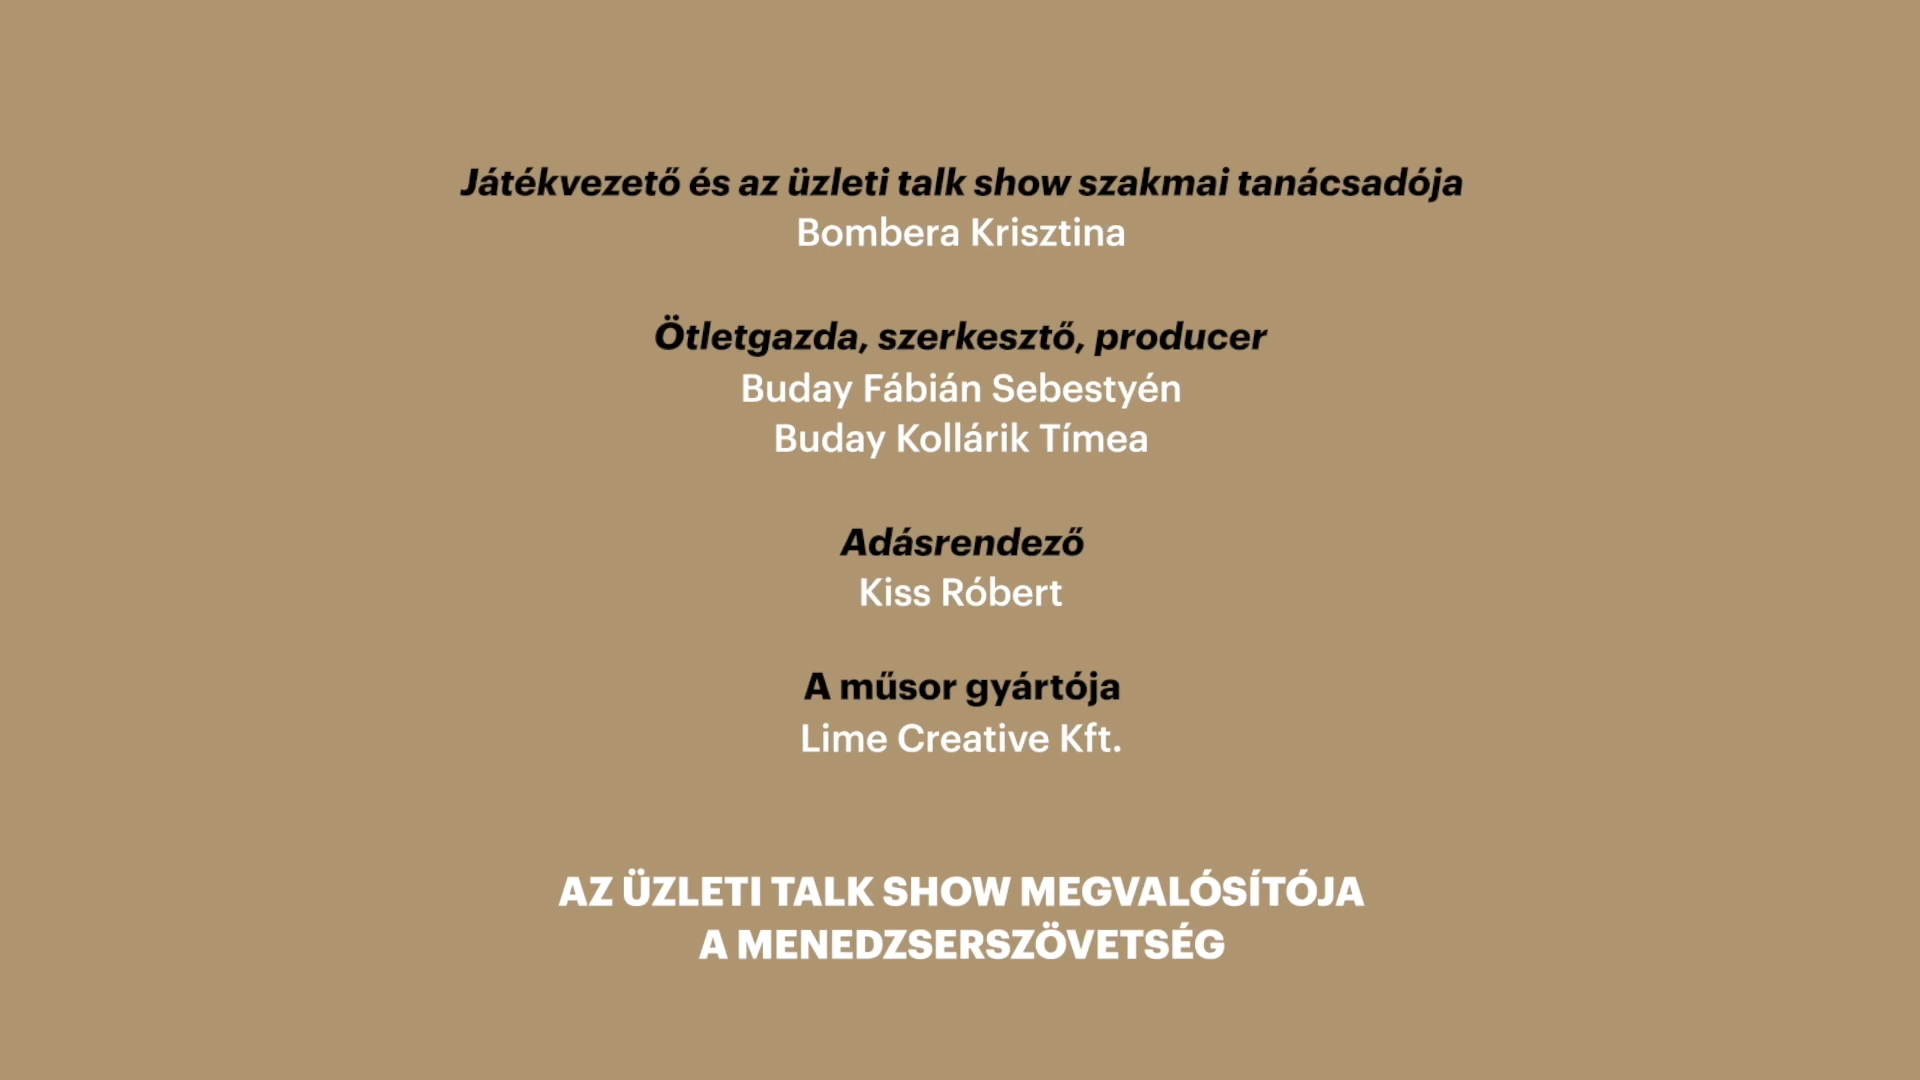 Játékvezető és az üzleti talk show szakmai tanácsadója
Bombera Krisztina
Ötletgazda, szerkesztő, producer
Buday Fábián Sebestyén
Buday Kollárik Tímea
Adásrendező
Kiss Róbert
A műsor gyártója
Lime Creative Kft.
AZ ÜZLETI TALK SHOW MEGVALÓSÍTÓJA
A MENEDZSERSZÖVETSÉG